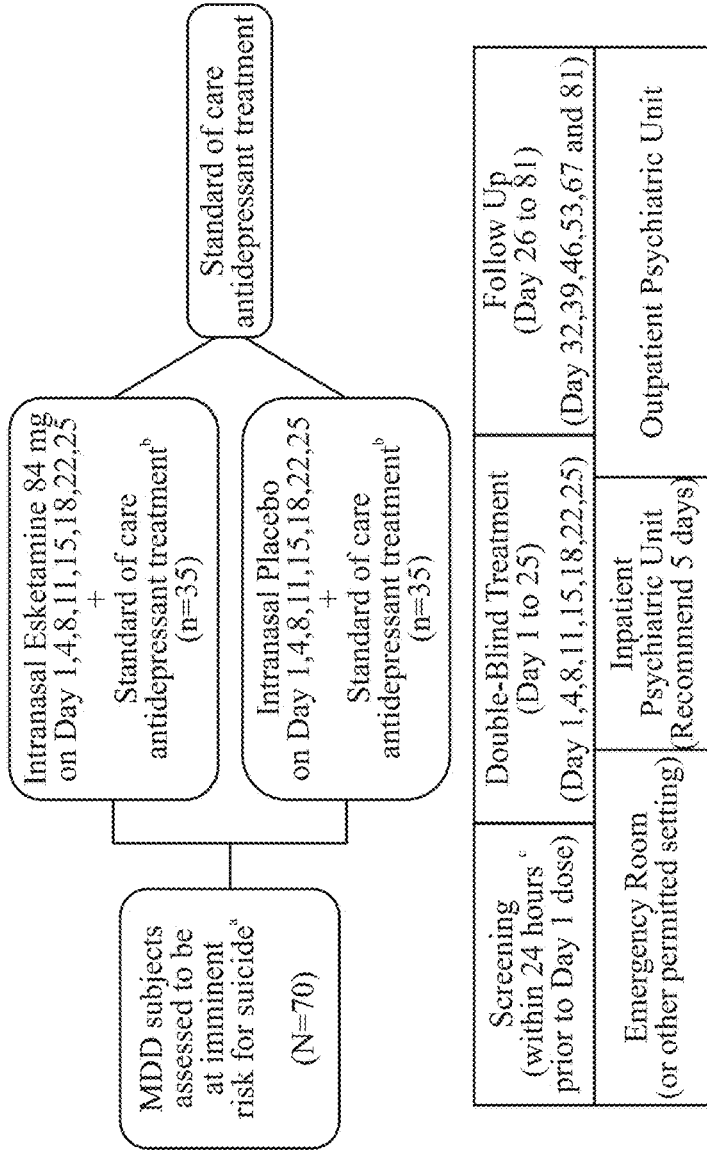 MDD subjects
assessed to be
at imminent
risk for suicideᵃ
(N=70)
Intranasal Esketamine 84 mg
on Day 1,4,8,11,15,18,22,25
+
Standard of care
antidepressant treatmentᵇ
(n=35)
Intranasal Placebo
on Day 1,4,8,11,15,18,22,25
+
Standard of care
antidepressant treatmentᵇ
(n=35)
Standard of care
antidepressant treatment
Screening
(within 24 hours ᶜ
prior to Day 1 dose)
Double-Blind Treatment
(Day 1 to 25)
(Day 1,4,8,11,15,18,22,25)
Follow Up
(Day 26 to 81)
(Day 32,39,46,53,67 and 81)
Emergency Room
(or other permitted setting)
Inpatient
Psychiatric Unit
(Recommend 5 days)
Outpatient Psychiatric Unit